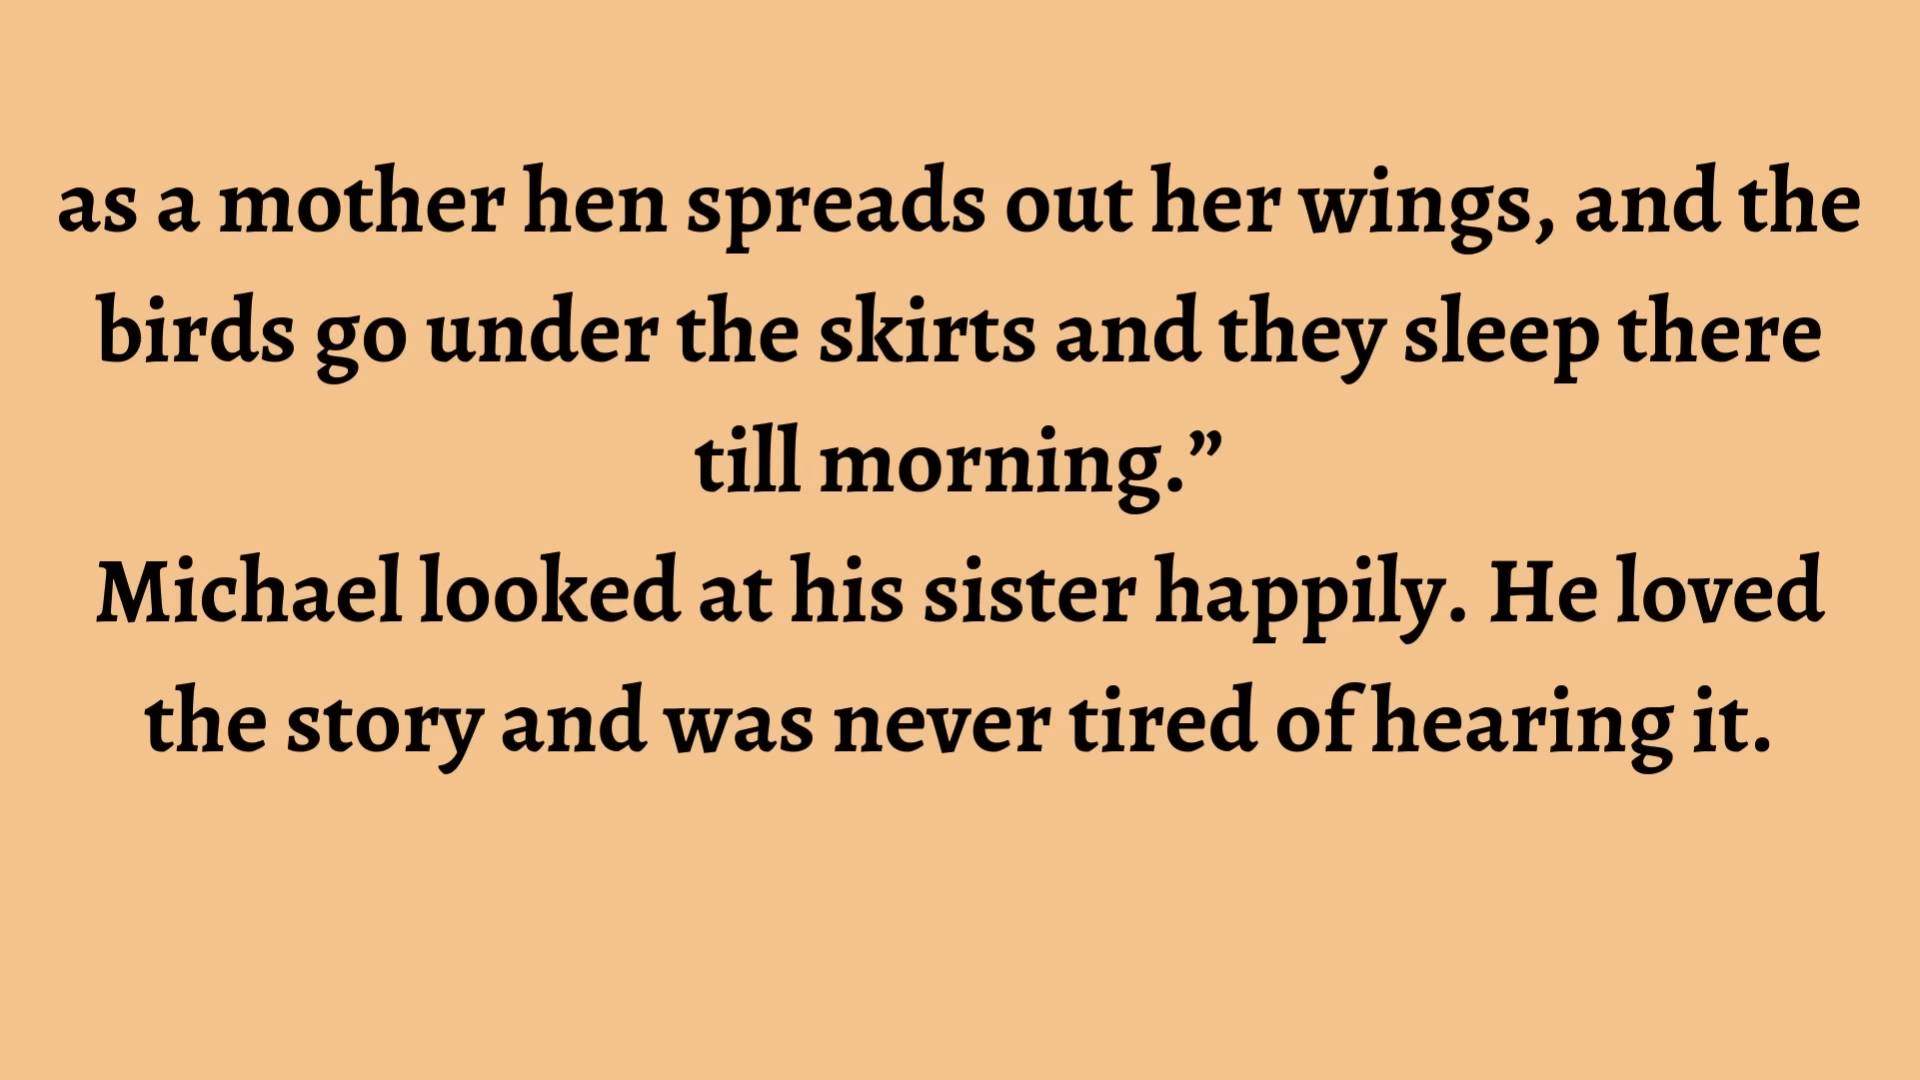 as a mother hen spreads out her wings, and the
birds go under the skirts and they sleep there
till morning.”
Michael looked at his sister happily. He loved
the story and was never tired of hearing it.